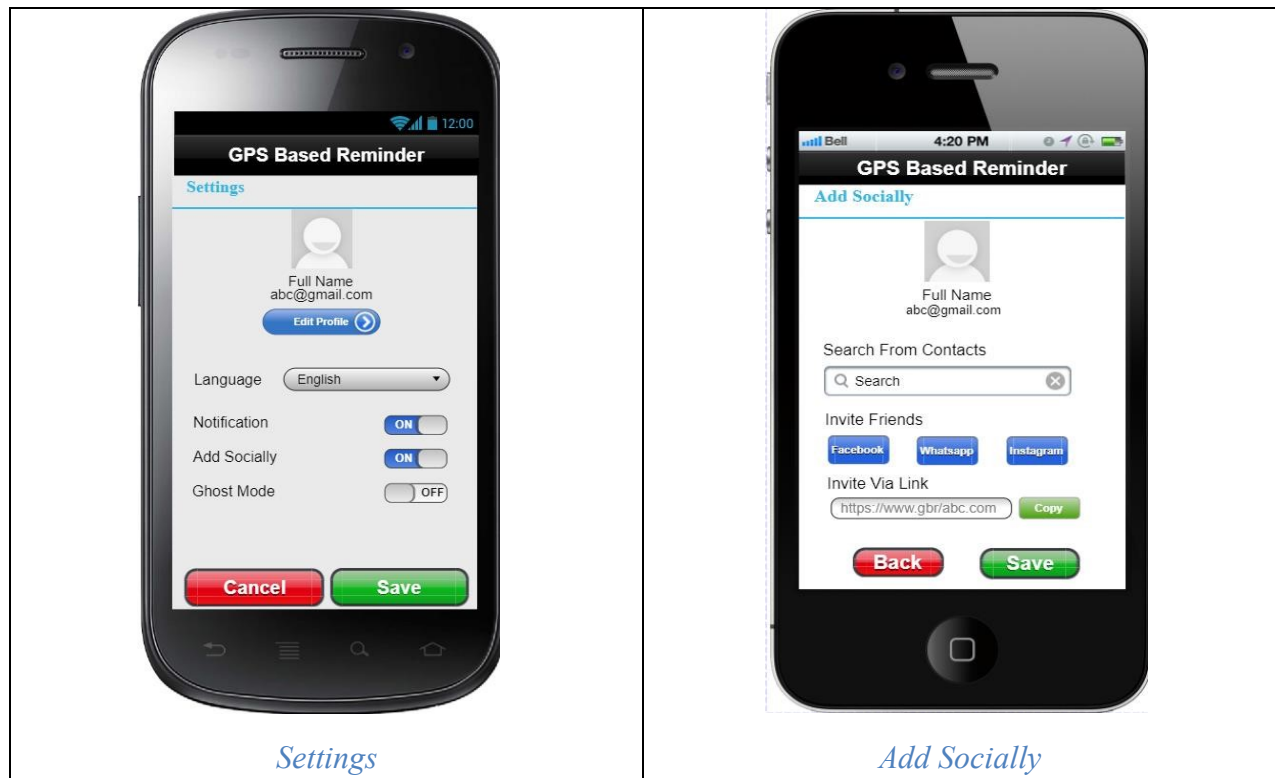 12:00
GPS Based Reminder
Settings
Full Name
abc@gmail.com
Edit Profile
Language English
Notification ON
Add Socially ON
Ghost Mode OFF
Cancel Save
Settings
Bell 4:20 PM
GPS Based Reminder
Add Socially
Full Name
abc@gmail.com
Search From Contacts
Search
Invite Friends
Facebook Whatsapp Instagram
Invite Via Link
https://www.gbr/abc.com Copy
Back Save
Add Socially